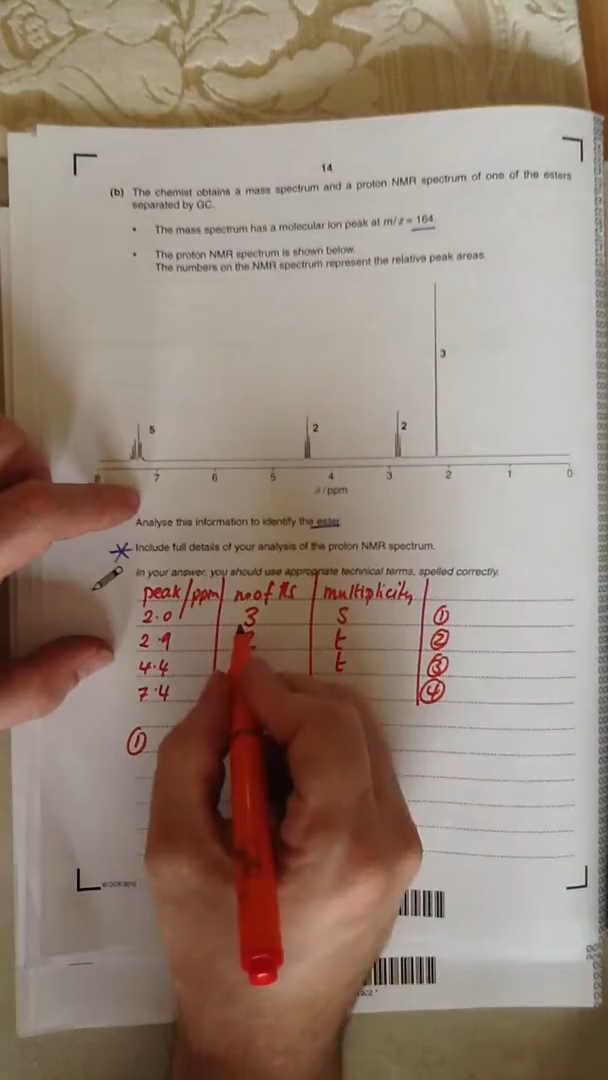 14
(b) The chemist obtains a mass spectrum and a proton NMR spectrum of one of the esters
separated by GC.
• The mass spectrum has a molecular ion peak at m/z = 164.
• The proton NMR spectrum is shown below.
The numbers on the NMR spectrum represent the relative peak areas.
3
5 2 2
8 7 6 5 4 3 2 1 0
δ/ppm
Analyse this information to identify the ester.
Include full details of your analysis of the proton NMR spectrum.
In your answer, you should use appropriate technical terms, spelled correctly.
peak/ppm no of Hs multiplicity
2.0 3 s ①
2.9 t ②
4.4 t ③
7.4 ④
①